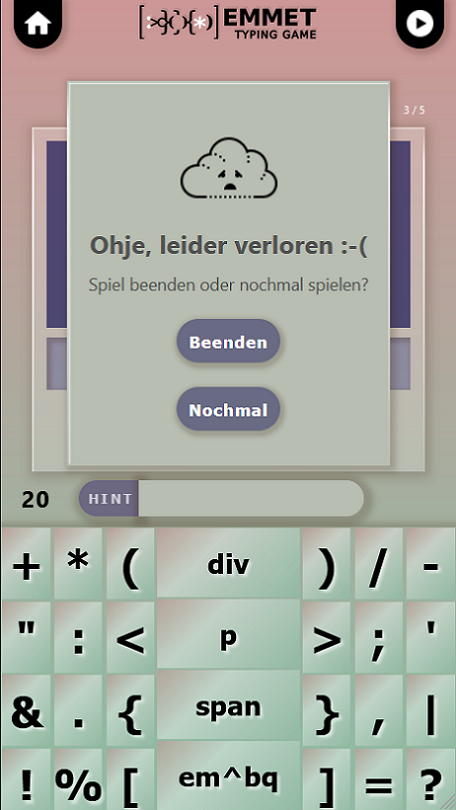 EMMET
TYPING GAME
3/5
Ohje, leider verloren :-(
Spiel beenden oder nochmal spielen?
Beenden
Nochmal
20
HINT
+ * ( div ) / -
" : < p > ; '
& . { span } , |
! % [ em^bq ] = ?